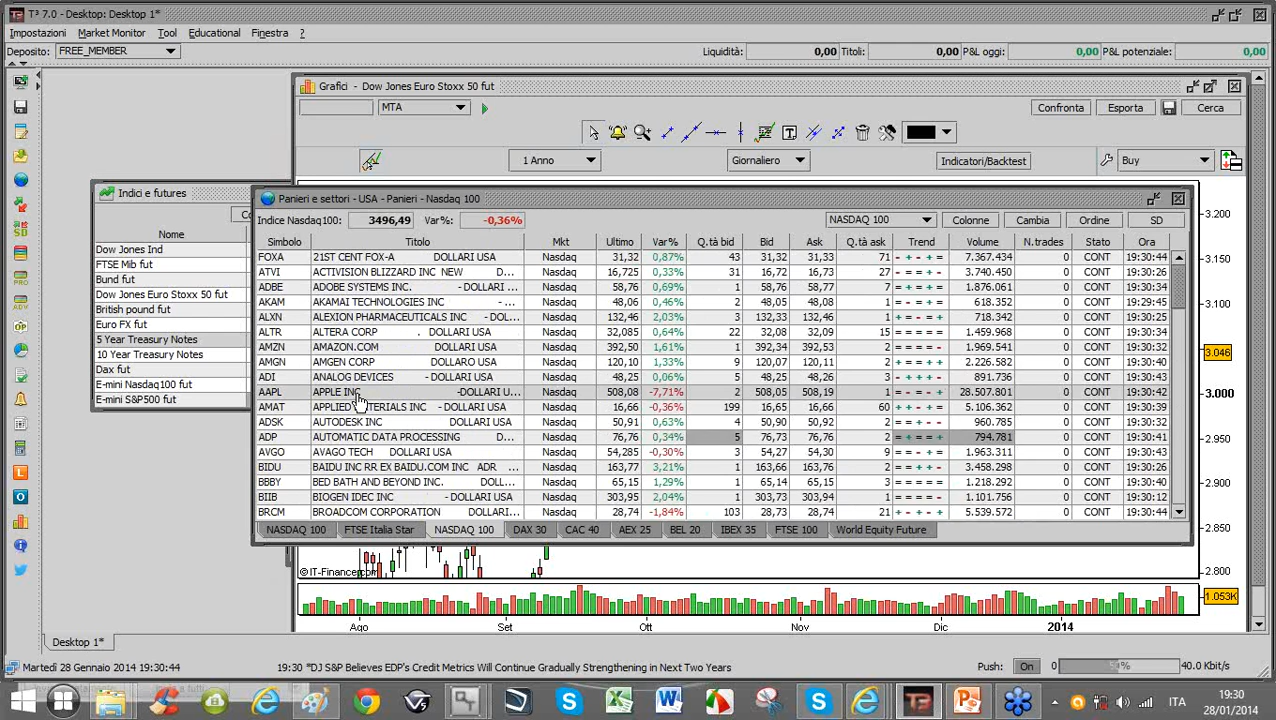 T³ 7.0 - Desktop: Desktop 1*
Impostazioni Market Monitor Tool Educational Finestra ?
Deposito: FREE_MEMBER Liquidità: 0,00 Titoli: 0,00 P&L oggi: 0,00 P&L potenziale: 0,00
Grafici - Dow Jones Euro Stoxx 50 fut
MTA Confronta Esporta Cerca
1 Anno Giornaliero Indicatori/Backtest Buy
Indici e futures
Co
Nome
Dow Jones Ind
FTSE Mib fut
Bund fut
Dow Jones Euro Stoxx 50 fut
British pound fut
Euro FX fut
5 Year Treasury Notes
10 Year Treasury Notes
Dax fut
E-mini Nasdaq100 fut
E-mini S&P500 fut
Panieri e settori - USA - Panieri - Nasdaq 100
Indice Nasdaq100: 3496,49 Var%: -0,36% NASDAQ 100 Colonne Cambia Ordine SD
Simbolo Titolo Mkt Ultimo Var% Q.tà bid Bid Ask Q.tà ask Trend Volume N.trades Stato Ora
FOXA 21ST CENT FOX-A DOLLARI USA Nasdaq 31,32 0,87% 43 31,32 31,33 71 - + - + = 7.367.434 0 CONT 19:30:44
ATVI ACTIVISION BLIZZARD INC NEW D... Nasdaq 16,725 0,33% 31 16,72 16,73 27 = - + + = 3.740.450 0 CONT 19:30:28
ADBE ADOBE SYSTEMS INC. - DOLLARI USA Nasdaq 58,76 0,69% 1 58,76 58,77 7 = - + + = 1.876.061 0 CONT 19:30:38
AKAM AKAMAI TECHNOLOGIES INC - D... Nasdaq 48,06 0,46% 2 48,05 48,08 1 + - = + - 618.352 0 CONT 19:29:45
ALXN ALEXION PHARMACEUTICALS INC - DOL... Nasdaq 132,46 2,03% 3 132,33 132,46 1 + = - = + 718.342 0 CONT 19:30:35
ALTR ALTERA CORP . DOLLARI USA Nasdaq 32,085 0,64% 22 32,08 32,09 15 = - = - + 1.459.968 0 CONT 19:30:34
AMZN AMAZON.COM DOLLARI USA Nasdaq 392,50 1,61% 1 392,34 392,53 2 = - = = + 1.969.541 0 CONT 19:30:32
AMGN AMGEN CORP DOLLARO USA Nasdaq 120,10 1,33% 9 120,07 120,11 4 = - = + + 2.226.582 0 CONT 19:30:38
ADI ANALOG DEVICES - DOLLARI USA Nasdaq 48,25 0,06% 5 48,25 48,26 3 - = = + = 891.736 0 CONT 19:30:31
AAPL APPLE INC -DOLLARI U... Nasdaq 508,08 -7,71% 2 508,05 508,19 1 - + = - = 28.507.801 0 CONT 19:30:42
AMAT APPLIED MATERIALS INC - DOLLARO USA Nasdaq 16,66 -0,36% 199 16,65 16,66 60 + + - = + 5.106.362 0 CONT 19:30:39
ADSK AUTODESK INC DOLLARI USA Nasdaq 50,91 0,63% 4 50,90 50,92 2 = = = - + 960.785 0 CONT 19:30:32
ADP AUTOMATIC DATA PROCESSING D... Nasdaq 76,76 0,34% 5 76,73 76,76 2 = + = = + 794.781 0 CONT 19:30:41
AVGO AVAGO TECH DOLLARI USA Nasdaq 54,285 -0,30% 3 54,27 54,30 9 = - = = + 1.963.311 0 CONT 19:30:43
BIDU BAIDU INC RR EX BAIDU.COM INC ADR ... Nasdaq 163,77 3,21% 1 163,66 163,78 2 = = + + - 3.458.298 0 CONT 19:30:26
BBBY BED BATH AND BEYOND INC. DOLL... Nasdaq 65,15 1,29% 1 65,14 65,15 3 = = = = - 1.218.292 0 CONT 19:30:40
BIIB BIOGEN IDEC INC - DOLLARI USA Nasdaq 303,95 2,04% 1 303,73 303,94 1 = = = = - 1.101.756 0 CONT 19:30:12
BRCM BROADCOM CORPORATION DOLLARI... Nasdaq 28,74 -1,84% 103 28,73 28,74 21 - + = = = 5.539.572 0 CONT 19:30:44
NASDAQ 100 FTSE Italia Star NASDAQ 100 DAX 30 CAC 40 AEX 25 BEL 20 IBEX 35 FTSE 100 World Equity Future
3.200
3.150
3.100
3.046
3.000
2.950
2.900
2.850
2.800
© IT-Finance.com
1.053K
Ago Set Ott Nov Dic 2014
Desktop 1*
Martedì 28 Gennaio 2014 19:30:44 19:30 *DJ S&P Believes EDP's Credit Metrics Will Continue Gradually Strengthening in Next Two Years Push: On 0 50% 40.0 Kbit/s
ITA
19:30
28/01/2014